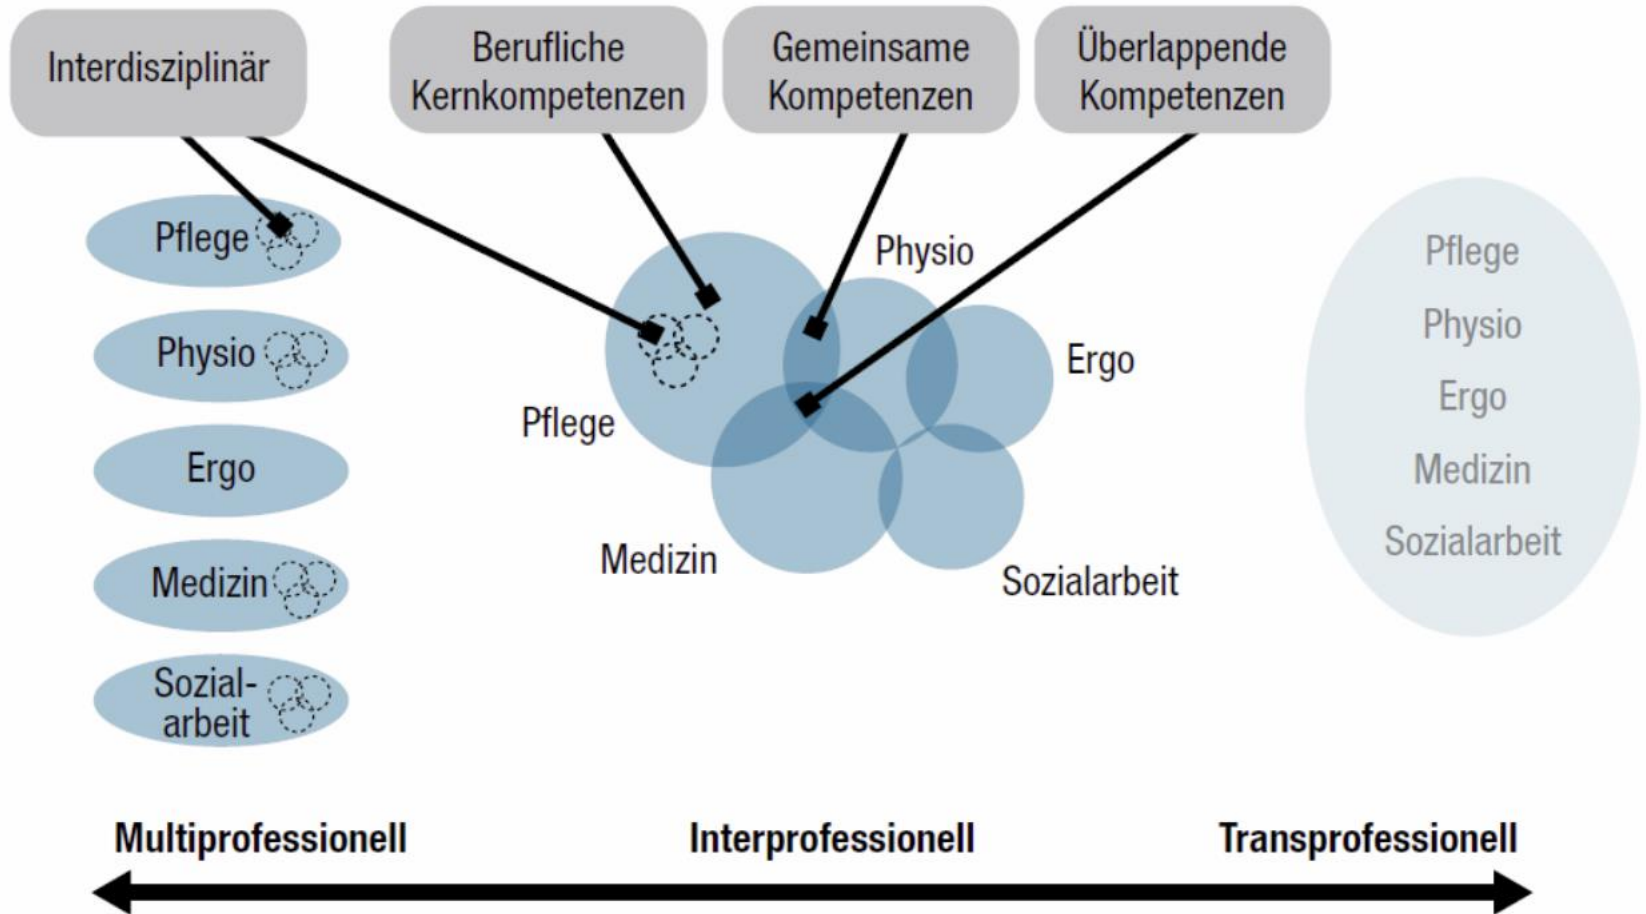 Interdisziplinär
Berufliche
Kernkompetenzen
Gemeinsame
Kompetenzen
Überlappende
Kompetenzen
Pflege
Physio
Ergo
Medizin
Sozial-
arbeit
Physio
Ergo
Pflege
Medizin
Sozialarbeit
Pflege
Physio
Ergo
Medizin
Sozialarbeit
Multiprofessionell
Interprofessionell
Transprofessionell